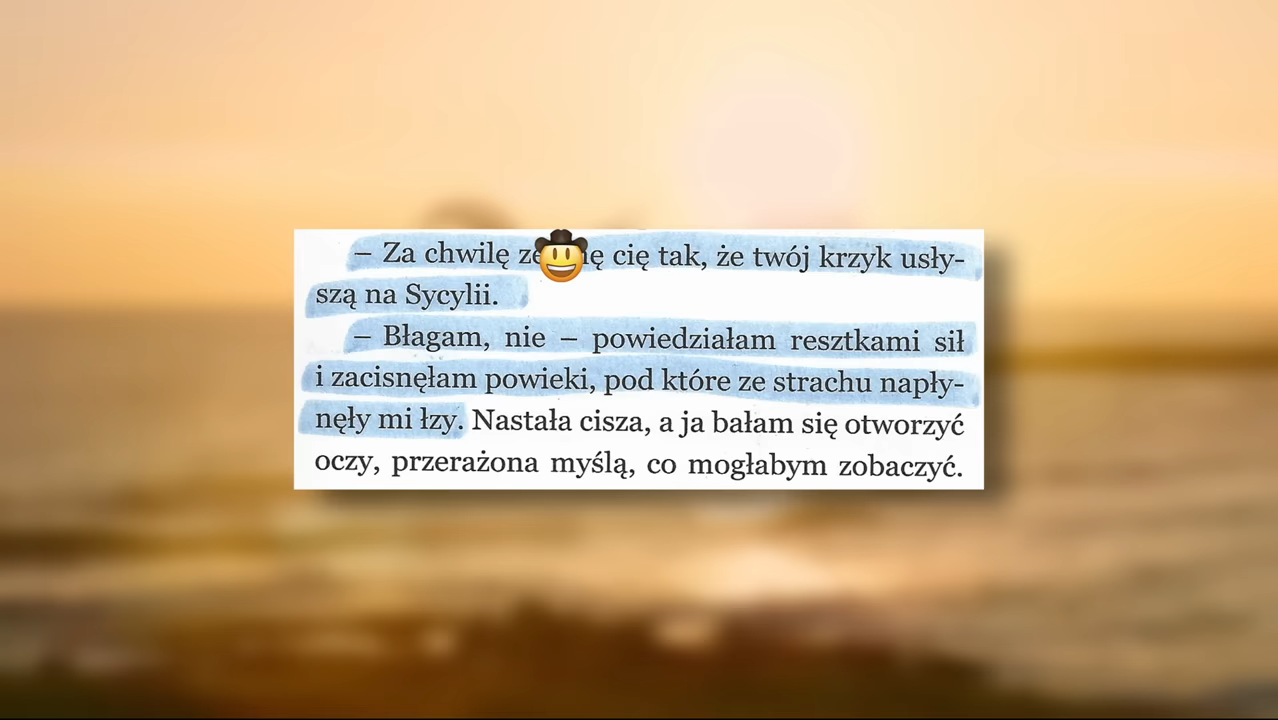 – Za chwilę cię tak, że twój krzyk usły-
szą na Sycylii.
– Błagam, nie – powiedziałam resztkami sił
i zacisnęłam powieki, pod które ze strachu napły-
nęły mi łzy. Nastała cisza, a ja bałam się otworzyć
oczy, przerażona myślą, co mogłabym zobaczyć.